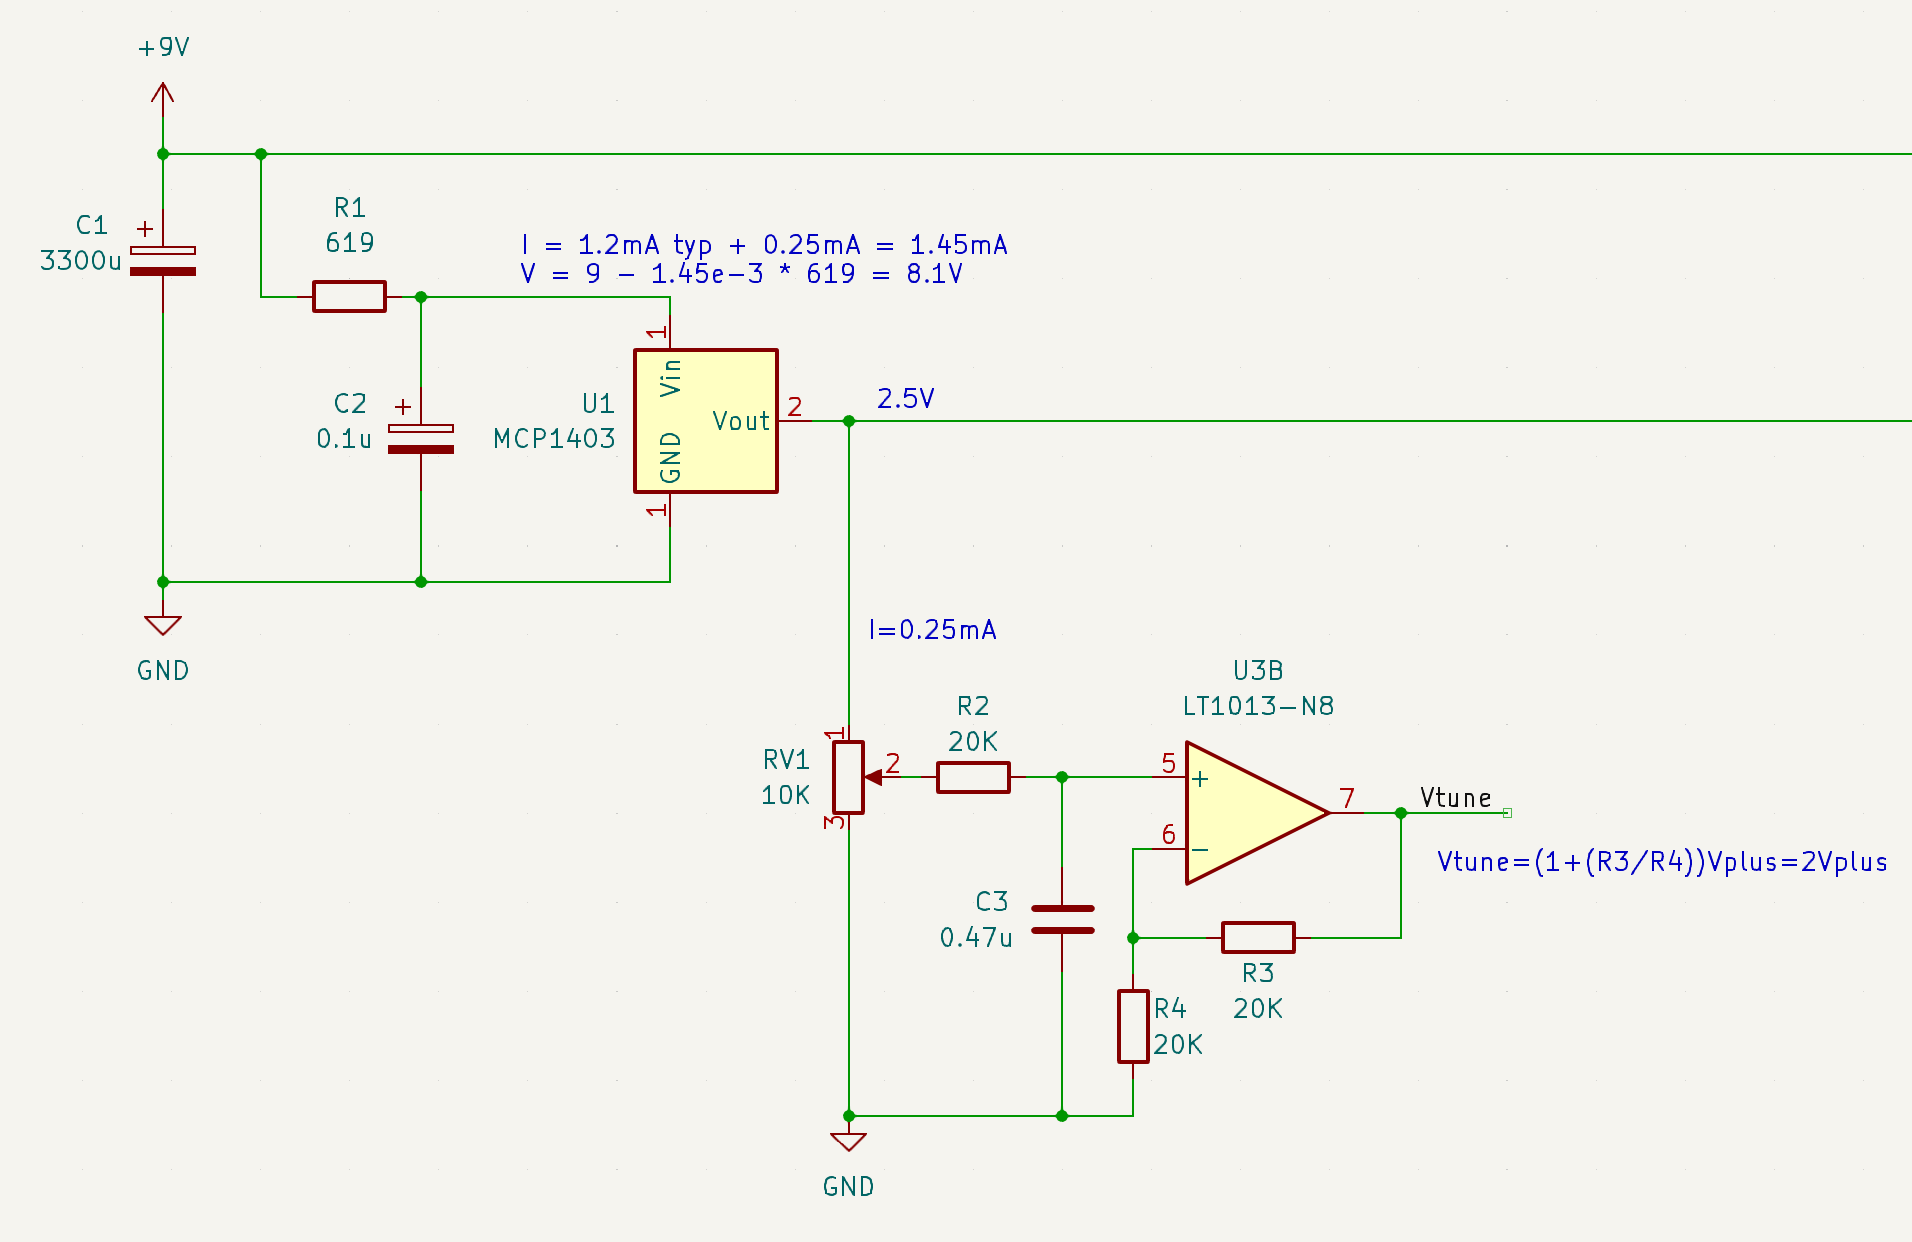 +9V
C1
3300u
+
R1
619
I = 1.2mA typ + 0.25mA = 1.45mA
V = 9 - 1.45e-3 * 619 = 8.1V
C2
0.1u
+
U1
MCP1403
1
Vin
Vout
GND
1
2
2.5V
GND
I=0.25mA
RV1
10K
1
2
3
R2
20K
U3B
LT1013-N8
5
+
6
-
7
Vtune
Vtune=(1+(R3/R4))Vplus=2Vplus
C3
0.47u
R3
20K
R4
20K
GND